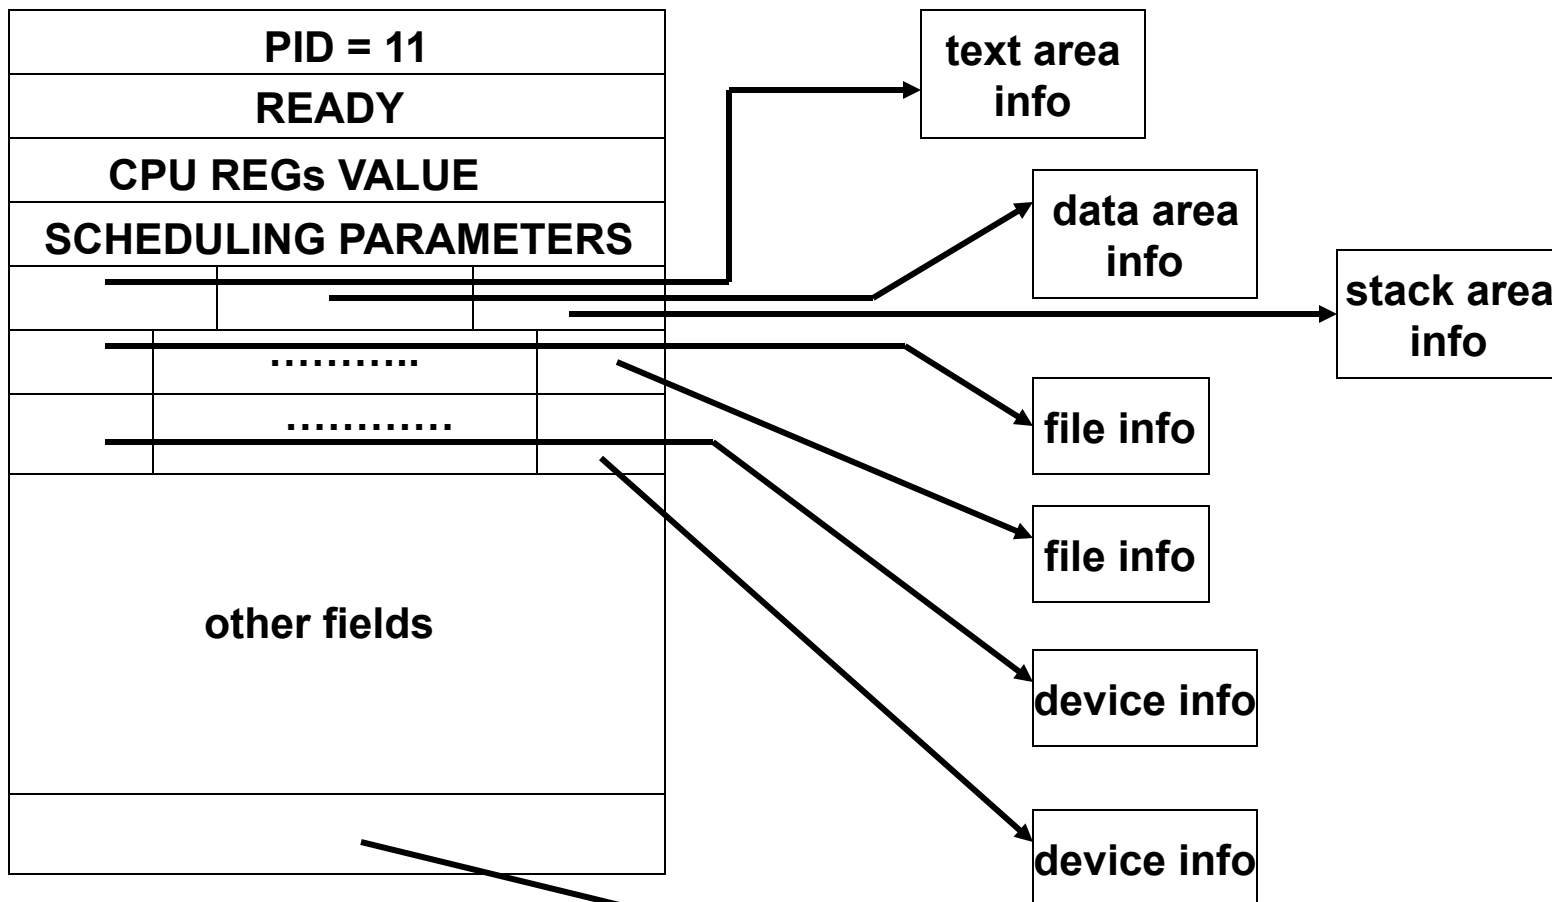 PID = 11
READY
CPU REGs VALUE
SCHEDULING PARAMETERS
………..
…………
other fields
text area
info
data area
info
stack area
info
file info
file info
device info
device info